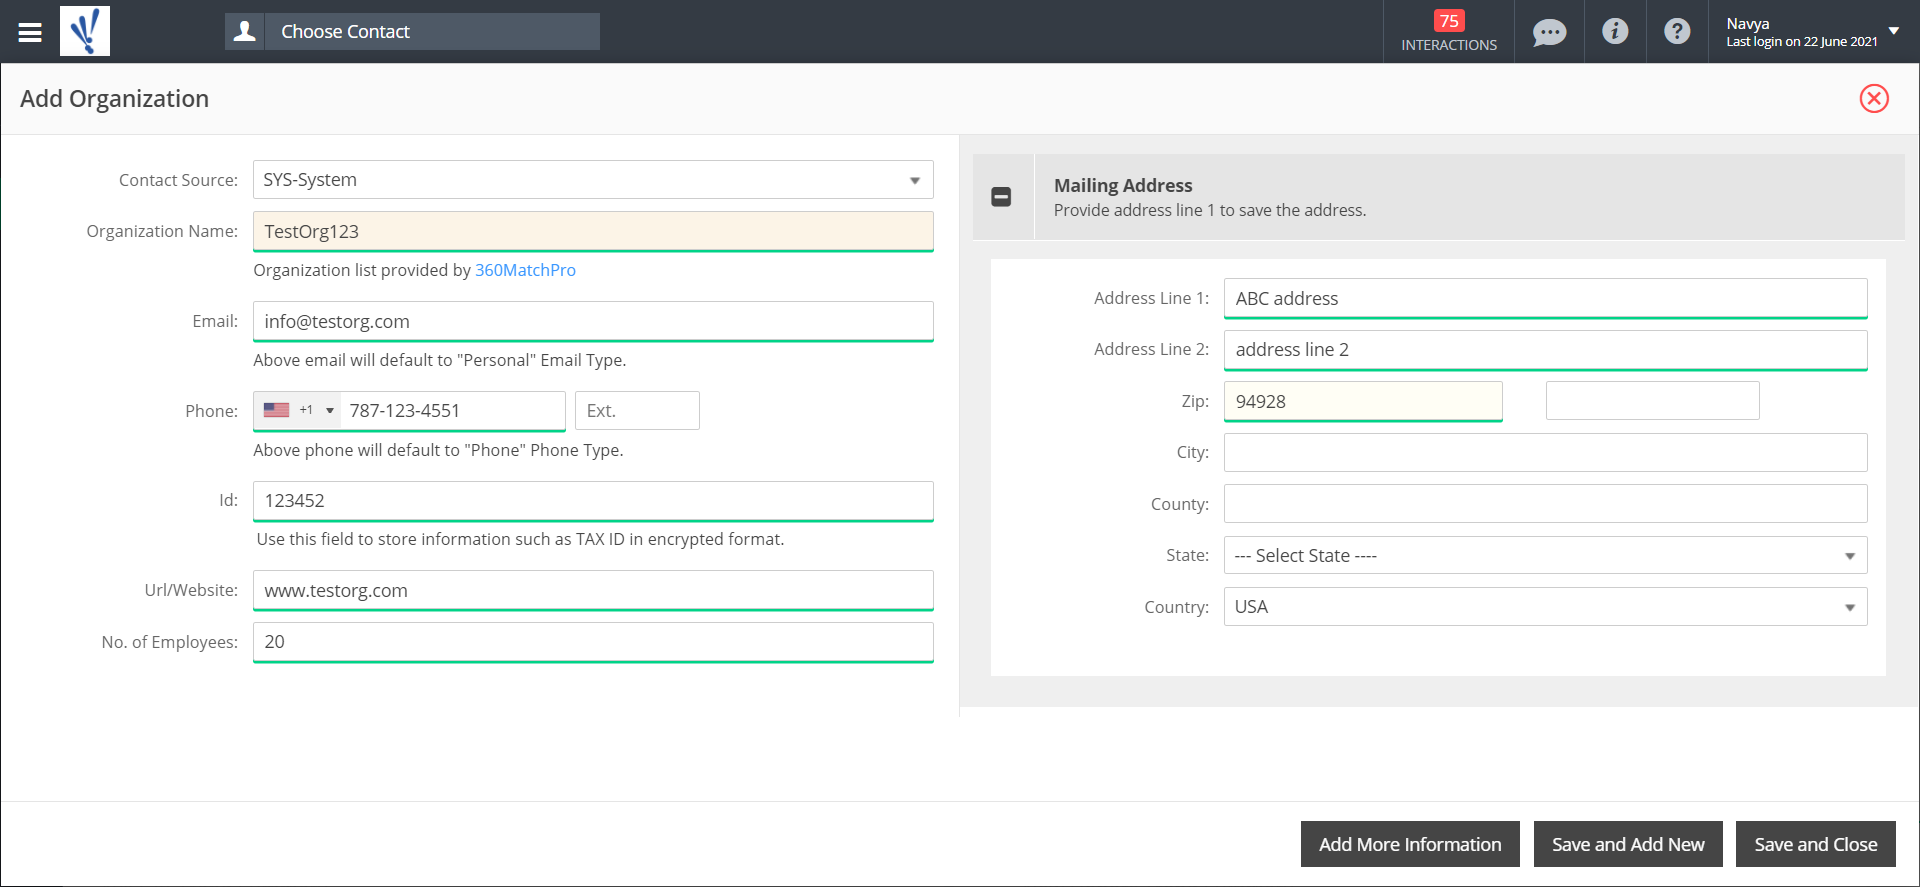 Choose Contact
75
INTERACTIONS
Navya
Last login on 22 June 2021
Add Organization
Contact Source:
SYS-System
Organization Name:
TestOrg123
Organization list provided by 360MatchPro
Email:
info@testorg.com
Above email will default to "Personal" Email Type.
Phone:
+1
787-123-4551
Ext.
Above phone will default to "Phone" Phone Type.
Id:
123452
Use this field to store information such as TAX ID in encrypted format.
Url/Website:
www.testorg.com
No. of Employees:
20
Mailing Address
Provide address line 1 to save the address.
Address Line 1:
ABC address
Address Line 2:
address line 2
Zip:
94928
City:
County:
State:
--- Select State ----
Country:
USA
Add More Information
Save and Add New
Save and Close